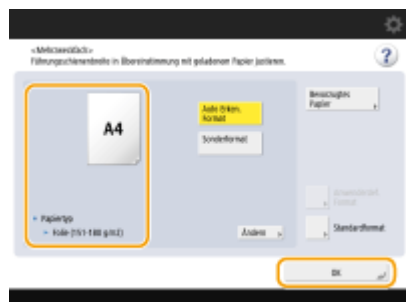 <Mehrzweckfach>
Führungsschienenbreite in Übereinstimmung mit geladenem Papier justieren.
?
A4
Auto Erken.
Format
Sonderformat
Bevorzugtes
Papier
Papiertyp
Folie (151-180 g/m2)
Ändern
Format
Standardformat
OK